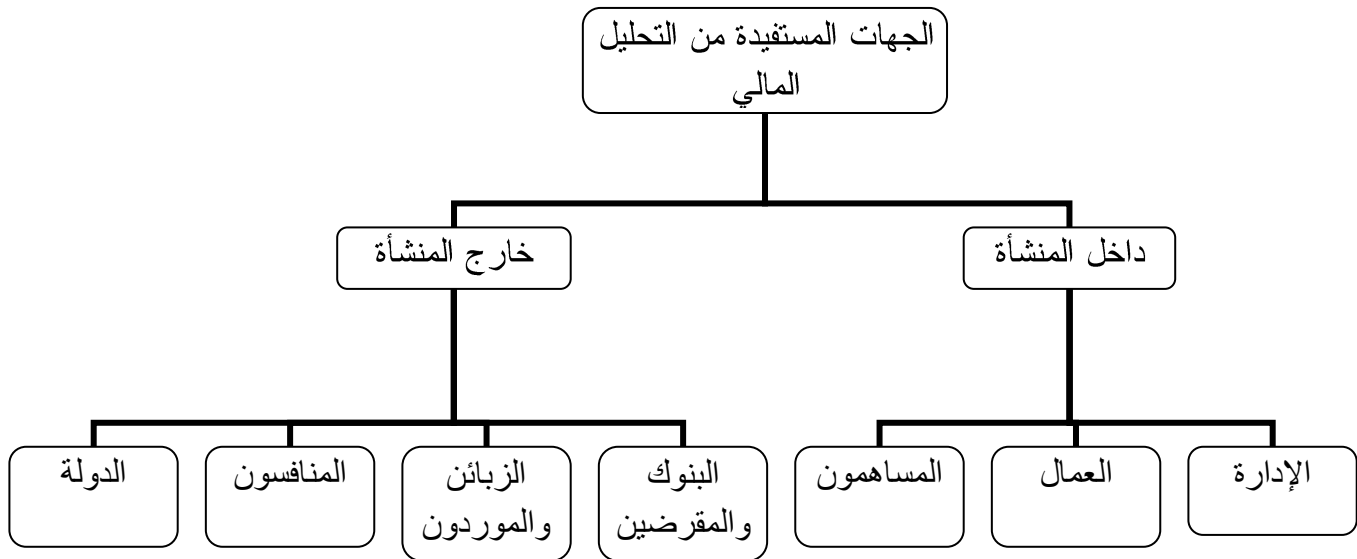 الجهات المستفيدة من التحليل
المالي
داخل المنشأة
خارج المنشأة
الإدارة
العمال
المساهمون
البنوك
والمقرضين
الزبائن
والموردون
المنافسون
الدولة